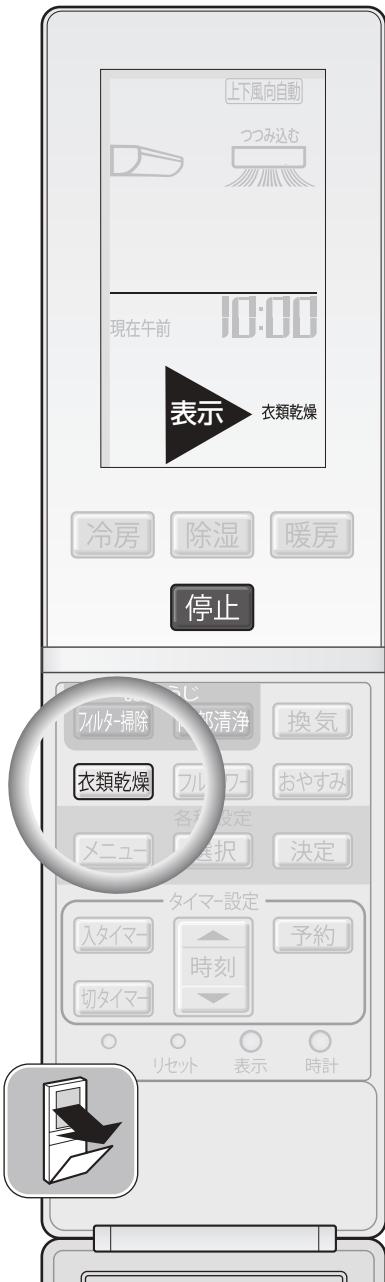 上下風向自動
つつみ込む
現在午前 10:00
表示 衣類乾燥
冷房 除湿 暖房
停止
フィルター掃除 清浄 換気
衣類乾燥 おやすみ
メニュー 選択 決定
タイマー設定
入タイマー 予約
時刻
切タイマー
リセット 表示 時計